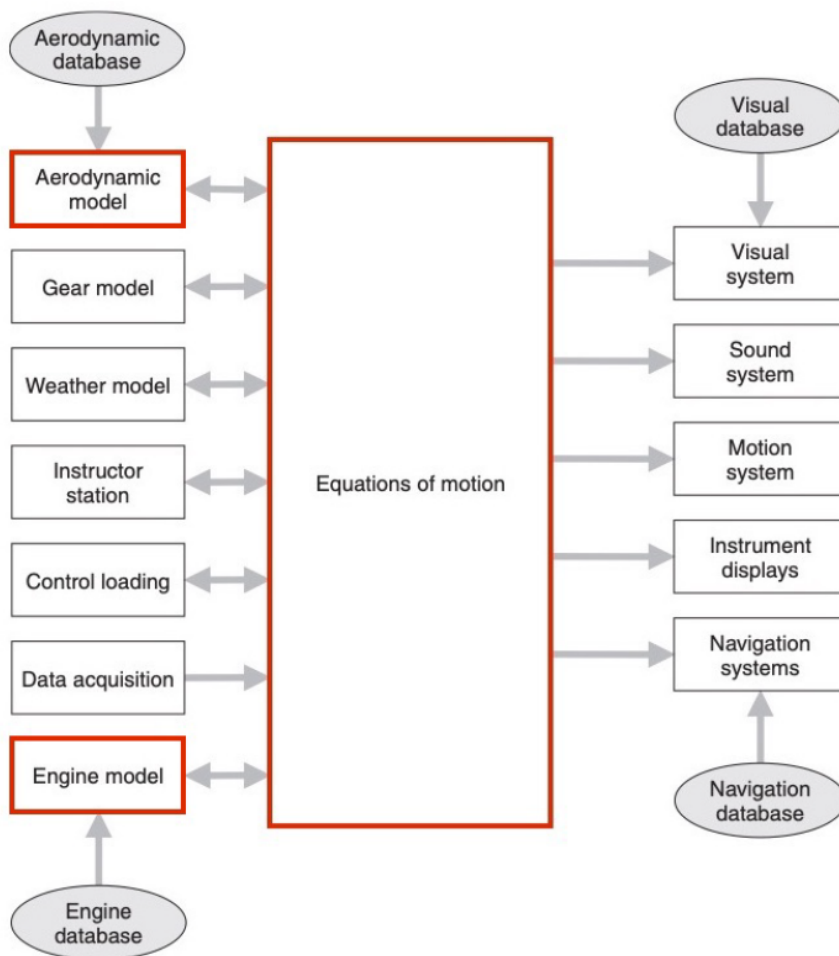 Aerodynamic
database
Aerodynamic
model
Gear model
Weather model
Instructor
station
Control loading
Data acquisition
Engine model
Engine
database
Equations of motion
Visual
database
Visual
system
Sound
system
Motion
system
Instrument
displays
Navigation
systems
Navigation
database